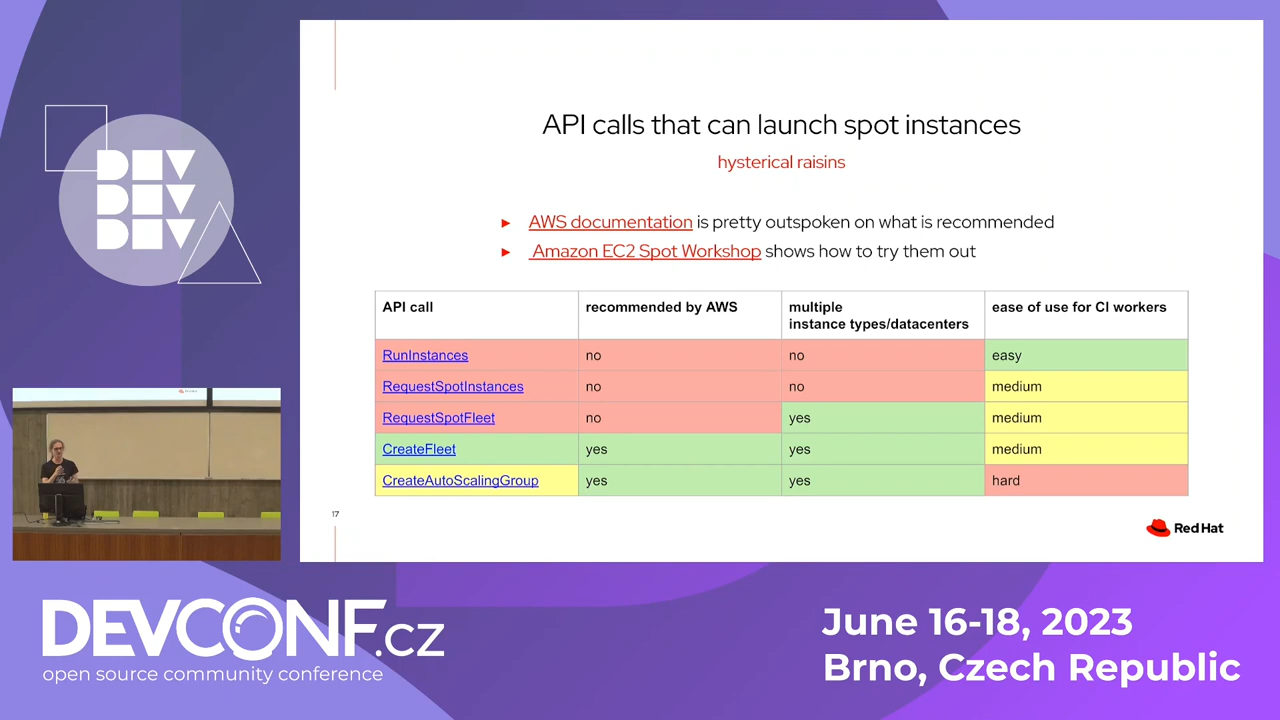 DEV
DEV
DEV
API calls that can launch spot instances
hysterical raisins
► AWS documentation is pretty outspoken on what is recommended
► Amazon EC2 Spot Workshop shows how to try them out
API call recommended by AWS multiple instance types/datacenters ease of use for CI workers
RunInstances no no easy
RequestSpotInstances no no medium
RequestSpotFleet no yes medium
CreateFleet yes yes medium
CreateAutoScalingGroup yes yes hard
17
Red Hat
DEVCONF.cz
open source community conference
June 16-18, 2023
Brno, Czech Republic